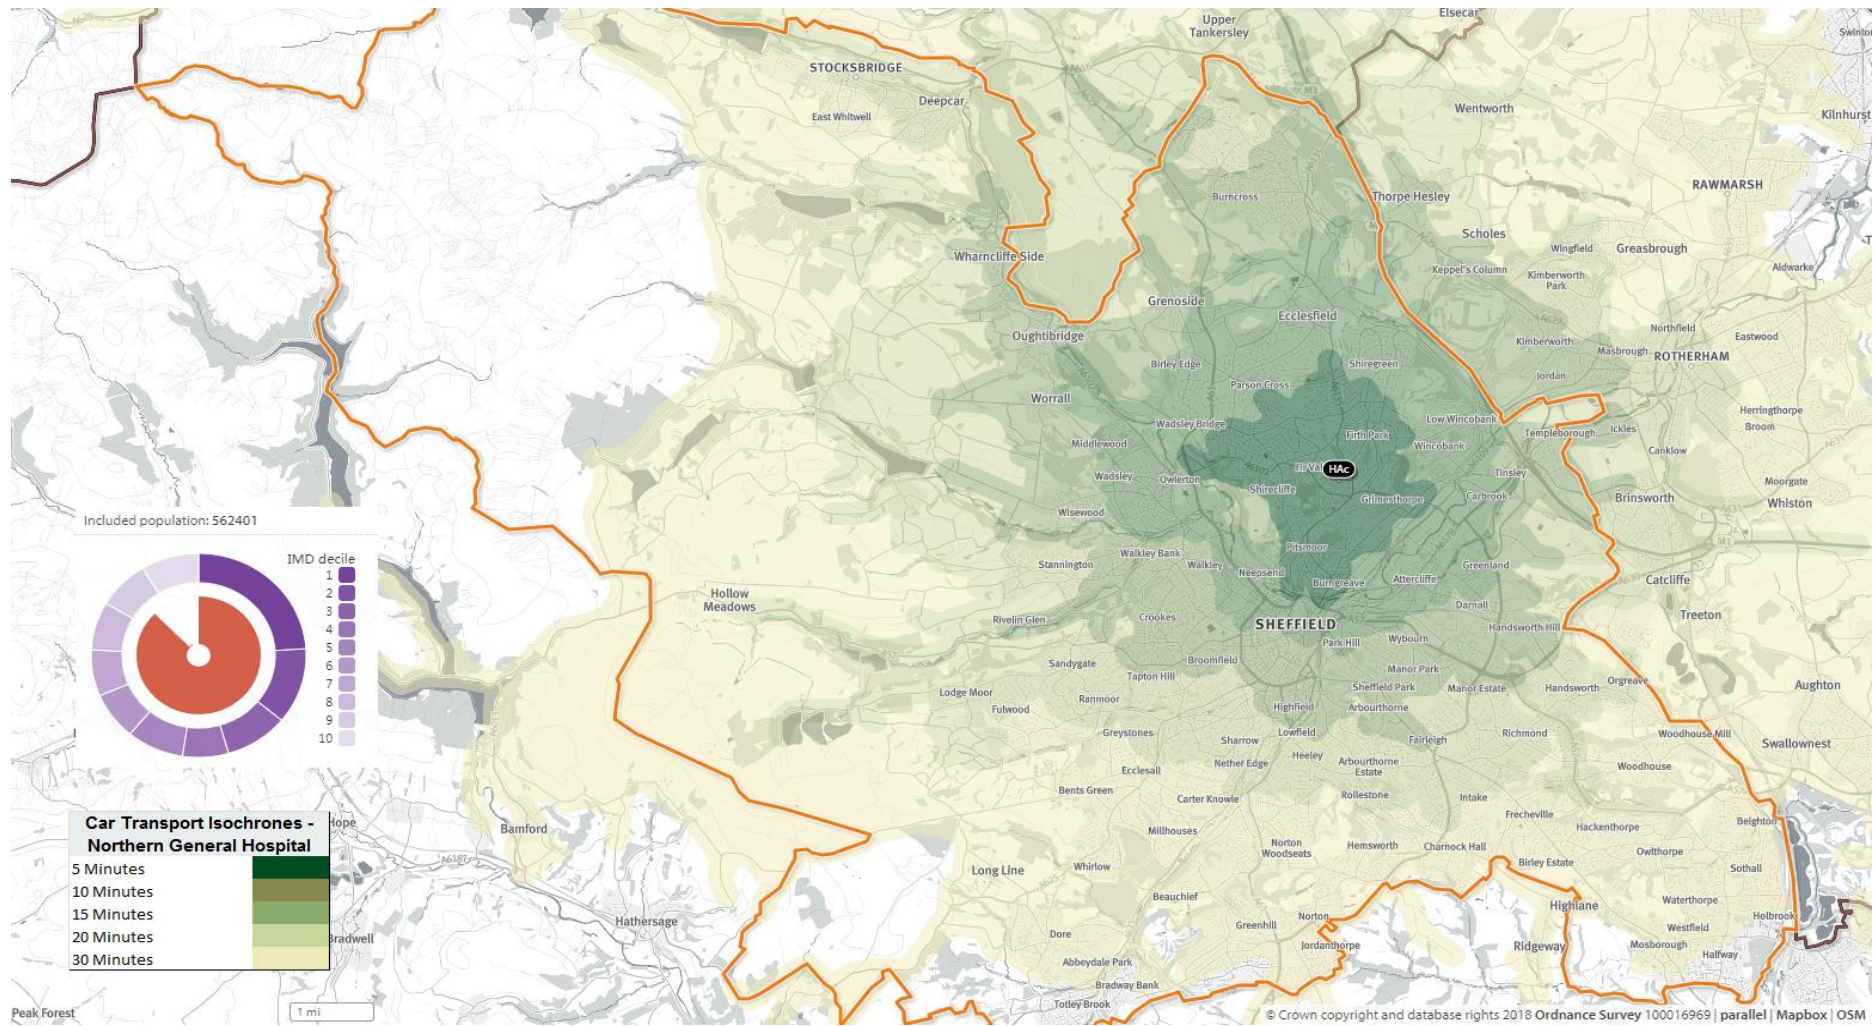 Upper
Tankersley
Elsecar
Swinton
STOCKSBRIDGE
Deepcar
East Whitwell
Wentworth
Kilnhurst
RAWMARSH
Burncross
Thorpe Hesley
Scholes
Wingfield
Greasbrough
Wharncliffe Side
Keppel's Column
Kimberworth
Park
Aldwarke
Grenoside
Ecclesfield
Northfield
Eastwood
Oughtibridge
Kimberworth
Masbrough
ROTHERHAM
Birley Edge
Shiregreen
Jordan
Parson Cross
Worrall
Herringthorpe
Broom
Wadsley Bridge
Low Wincobank
Templeborough
Ickles
Firth Park
Wincobank
Middlewood
Canklow
HAc
Wadsley
Owlerton
Shirecliffe
Tinsley
Moorgate
Grimesthorpe
Carbrook
Brinsworth
Whiston
Wisewood
Included population: 562401
Pitsmoor
M1
Walkley Bank
Walkley
Stannington
Neepsend
Burngreave
Attercliffe
Greenland
Catcliffe
Hollow
Meadows
Darnall
Treeton
Rivelin Glen
Crookes
SHEFFIELD
Handsworth Hill
Park Hill
Wybourn
Sandygate
Broomfield
Manor Park
Tapton Hill
Orgreave
Aughton
Lodge Moor
Ranmoor
Sheffield Park
Manor Estate
Handsworth
Fulwood
Highfield
Arbourthorne
Greystones
Sharrow
Lowfield
Fairleigh
Richmond
Woodhouse Mill
Swallownest
Heeley
Nether Edge
Arbourthorne
Estate
Woodhouse
Ecclesall
Bents Green
Carter Knowle
Rollestone
Intake
Frecheville
Beighton
Bamford
Millhouses
Hackenthorpe
Norton
Woodseats
Hemsworth
Charnock Hall
Owlthorpe
Long Line
Whirlow
Birley Estate
Sothall
Beauchief
Highlane
Waterthorpe
Hathersage
Greenhill
Norton
Holbrook
Westfield
Dore
Jordanthorpe
Ridgeway
Mosborough
Halfway
Abbeydale Park
Bradway Bank
Totley Brook
IMD decile
1
2
3
4
5
6
7
8
9
10
Hope
Car Transport Isochrones -
Northern General Hospital
5 Minutes
10 Minutes
15 Minutes
20 Minutes
30 Minutes
Bradwell
A6187
Peak Forest
1 mi
© Crown copyright and database rights 2018 Ordnance Survey 100016969 | parallel | Mapbox | OSM